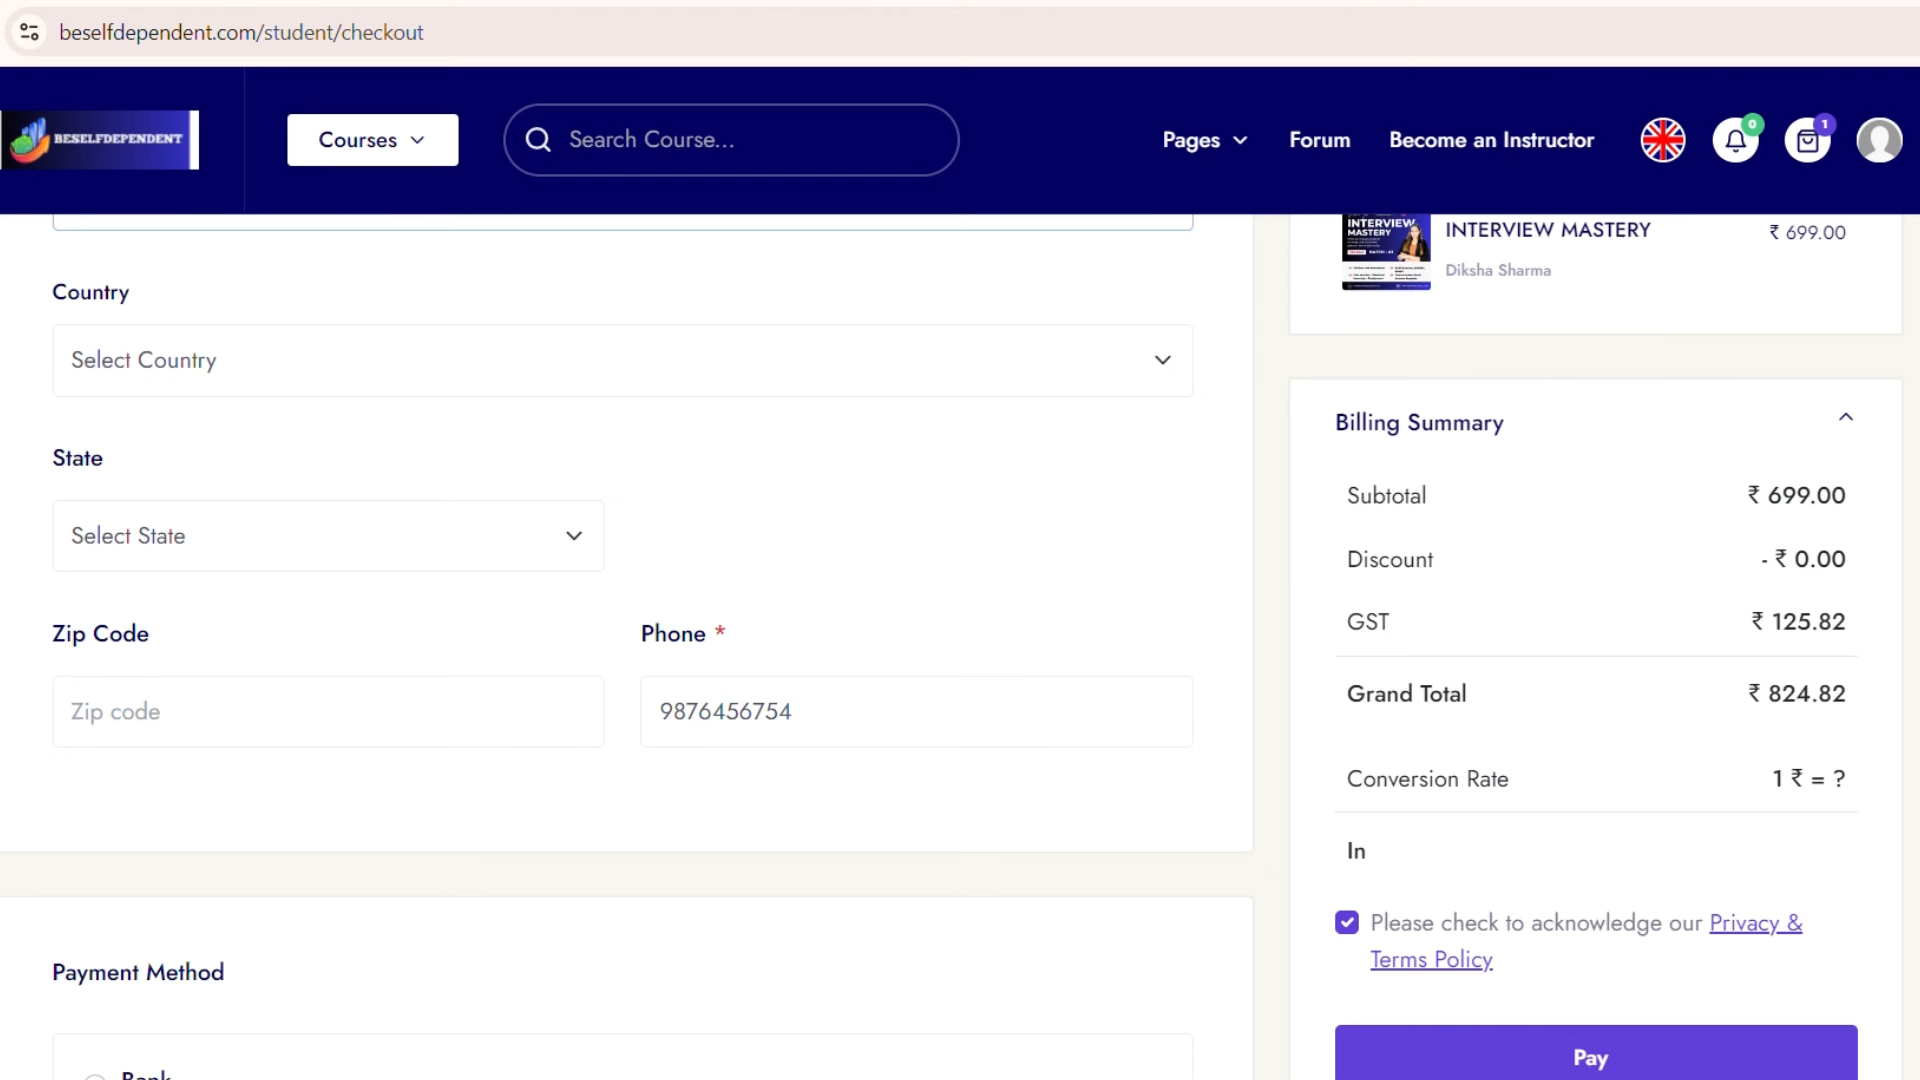 beselfdependent.com/student/checkout
BESELFDEPENDENT
Courses
Search Course...
Pages
Forum
Become an Instructor
0
1
INTERVIEW
MASTERY
INTERVIEW MASTERY
₹ 699.00
Diksha Sharma
Country
Select Country
State
Select State
Zip Code
Phone *
Zip code
9876456754
Payment Method
Bank
Billing Summary
Subtotal
₹ 699.00
Discount
- ₹ 0.00
GST
₹ 125.82
Grand Total
₹ 824.82
Conversion Rate
1 ₹ = ?
In
Please check to acknowledge our Privacy &
Terms Policy
Pay